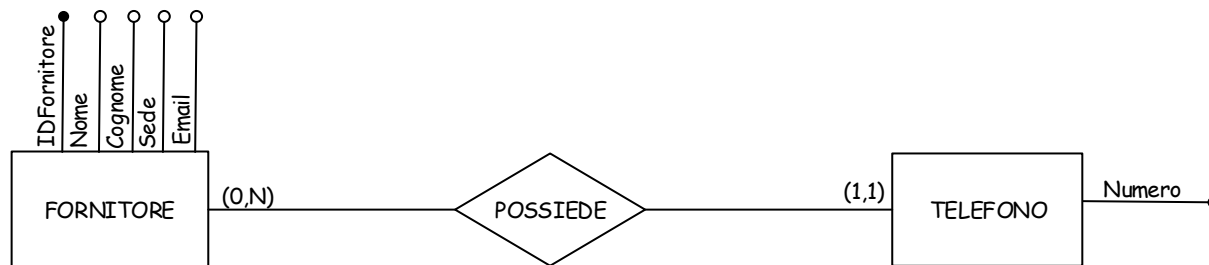 IDFornitore
Nome
Cognome
Sede
Email
FORNITORE
(0,N)
POSSIEDE
(1,1)
TELEFONO
Numero